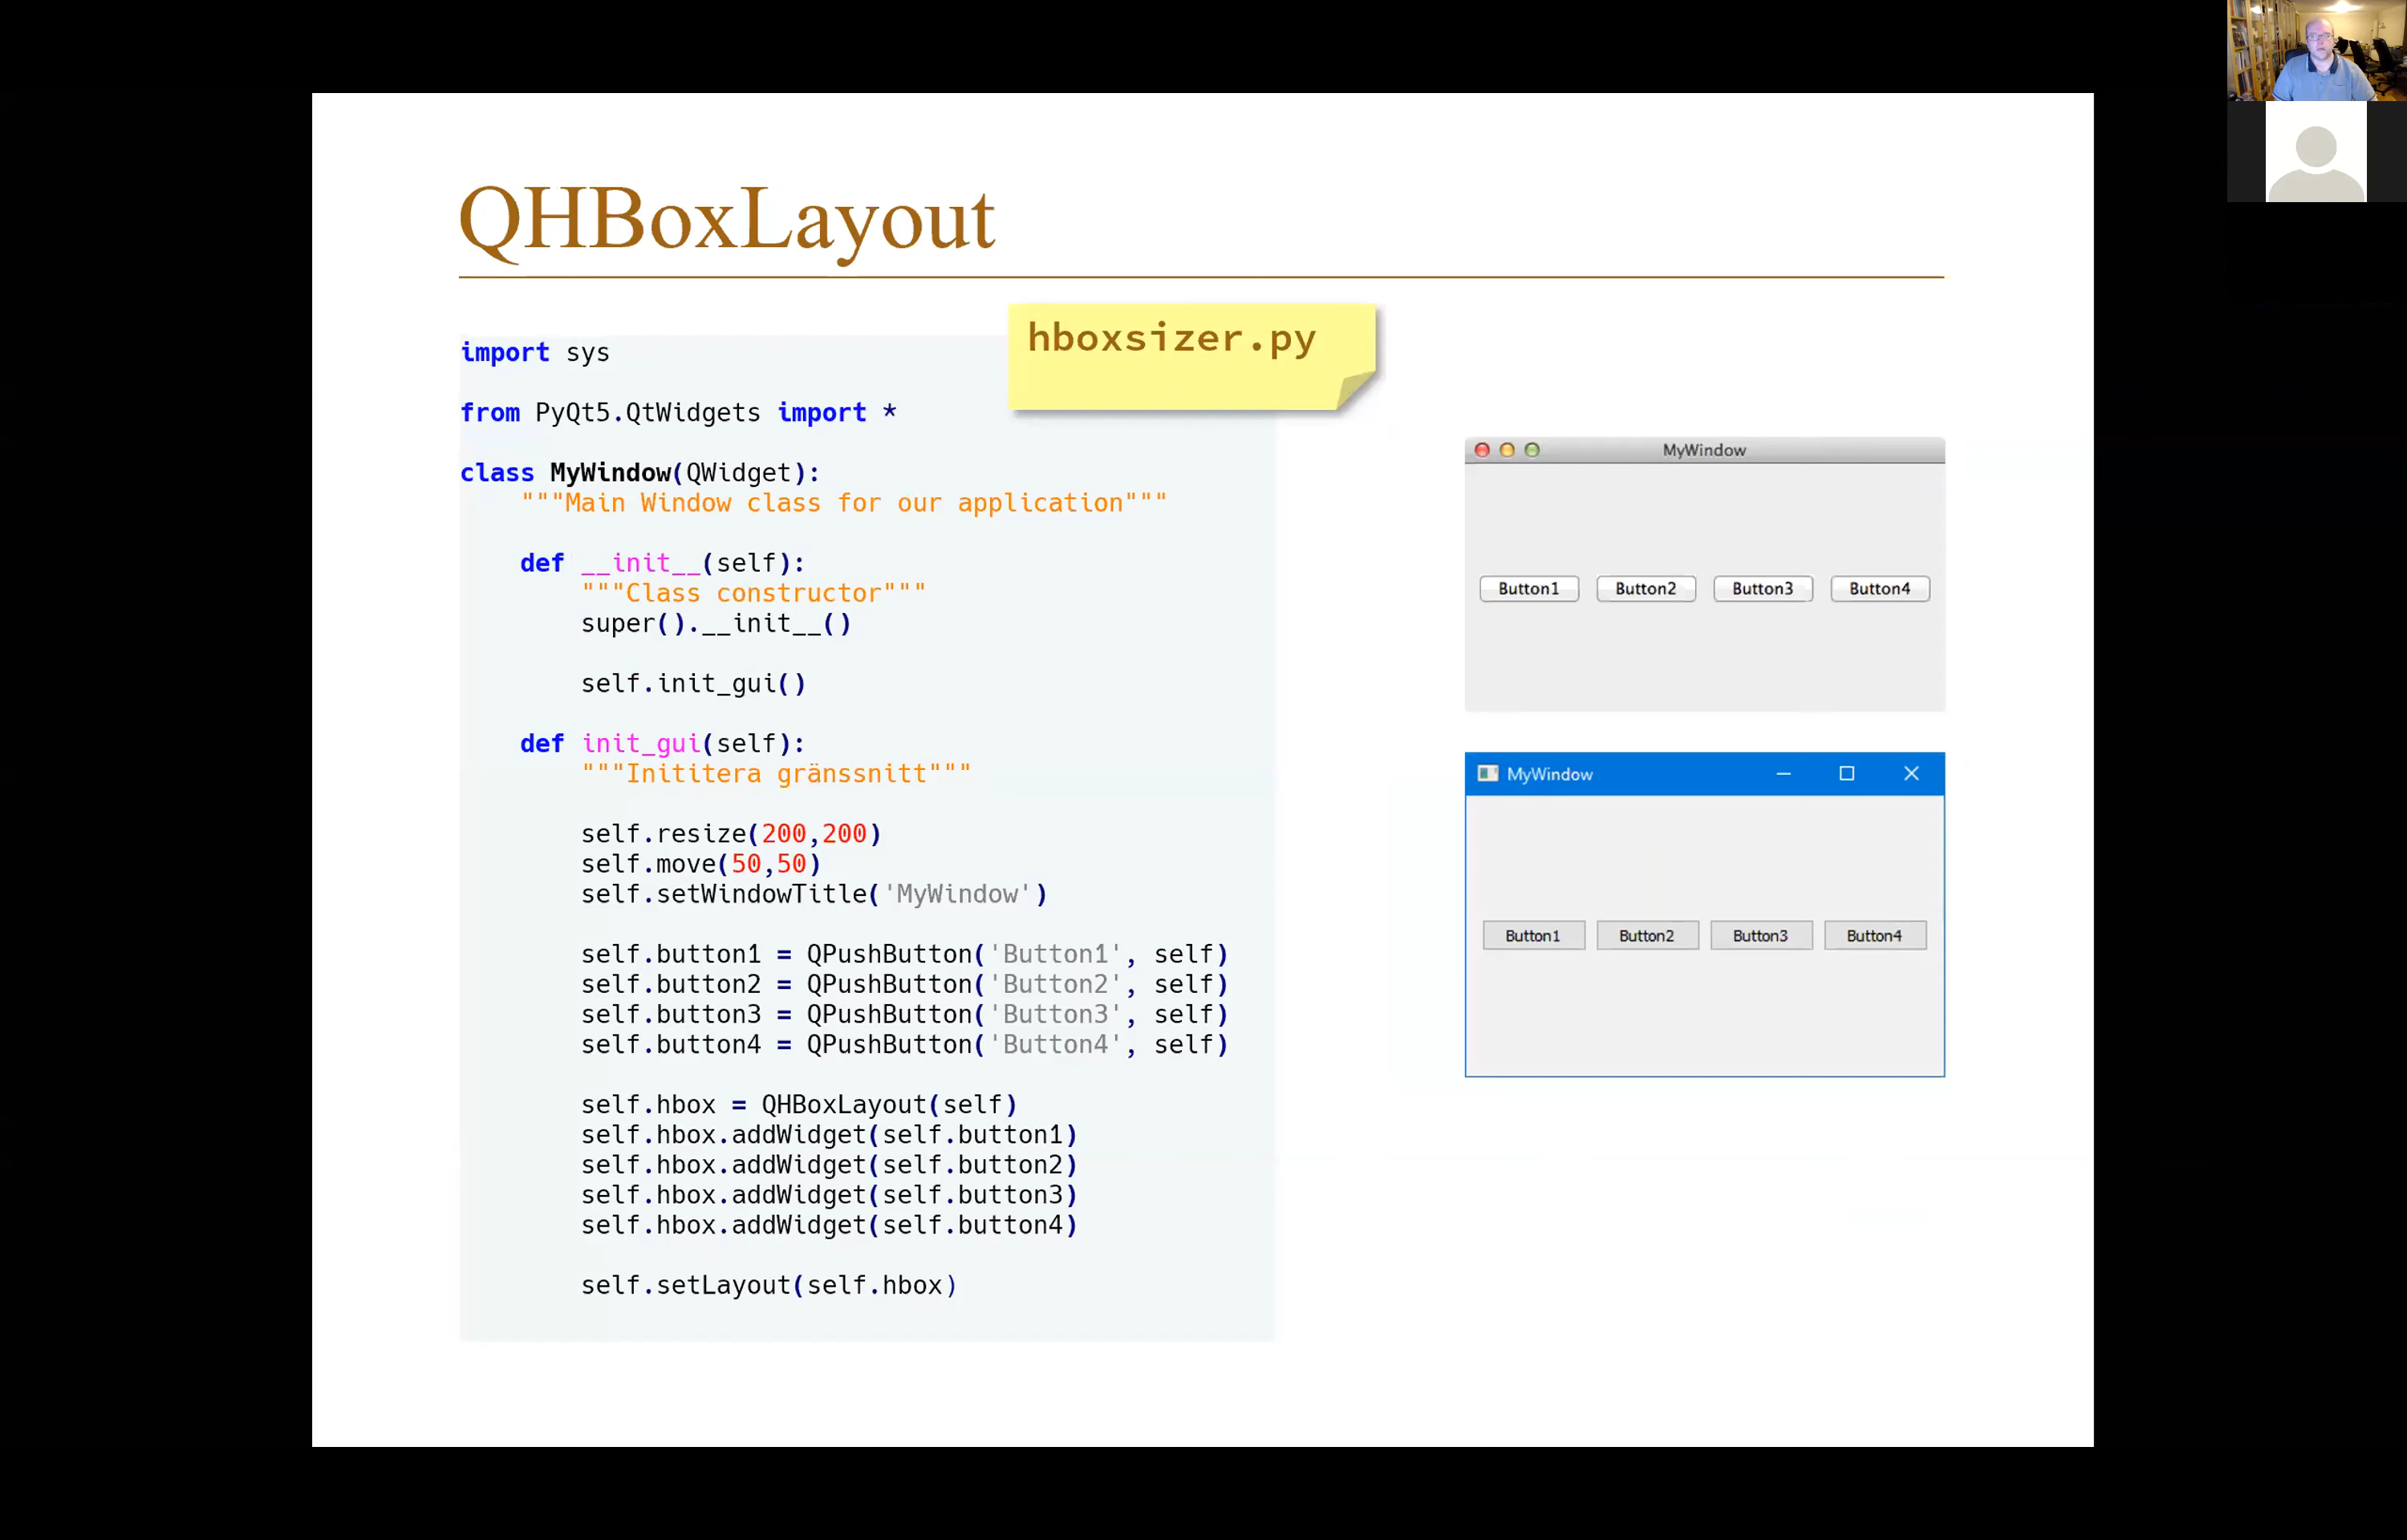 QHBoxLayout
hboxsizer.py
import sys
from PyQt5.QtWidgets import *
class MyWindow(QWidget):
"""Main Window class for our application"""
def __init__(self):
"""Class constructor"""
super().__init__()
self.init_gui()
def init_gui(self):
"""Inititera gränssnitt"""
self.resize(200,200)
self.move(50,50)
self.setWindowTitle('MyWindow')
self.button1 = QPushButton('Button1', self)
self.button2 = QPushButton('Button2', self)
self.button3 = QPushButton('Button3', self)
self.button4 = QPushButton('Button4', self)
self.hbox = QHBoxLayout(self)
self.hbox.addWidget(self.button1)
self.hbox.addWidget(self.button2)
self.hbox.addWidget(self.button3)
self.hbox.addWidget(self.button4)
self.setLayout(self.hbox)
MyWindow
Button1 Button2 Button3 Button4
MyWindow
Button1 Button2 Button3 Button4